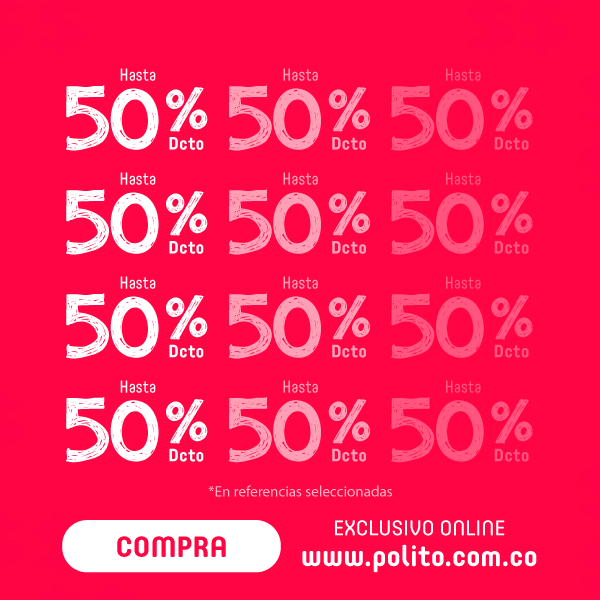 Hasta Hasta Hasta
50% 50% 50%
Dcto Dcto Dcto
Hasta Hasta Hasta
50% 50% 50%
Dcto Dcto Dcto
Hasta Hasta Hasta
50% 50% 50%
Dcto Dcto Dcto
Hasta Hasta Hasta
50% 50% 50%
Dcto Dcto Dcto
*En referencias seleccionadas
COMPRA
EXCLUSIVO ONLINE
www.polito.com.co